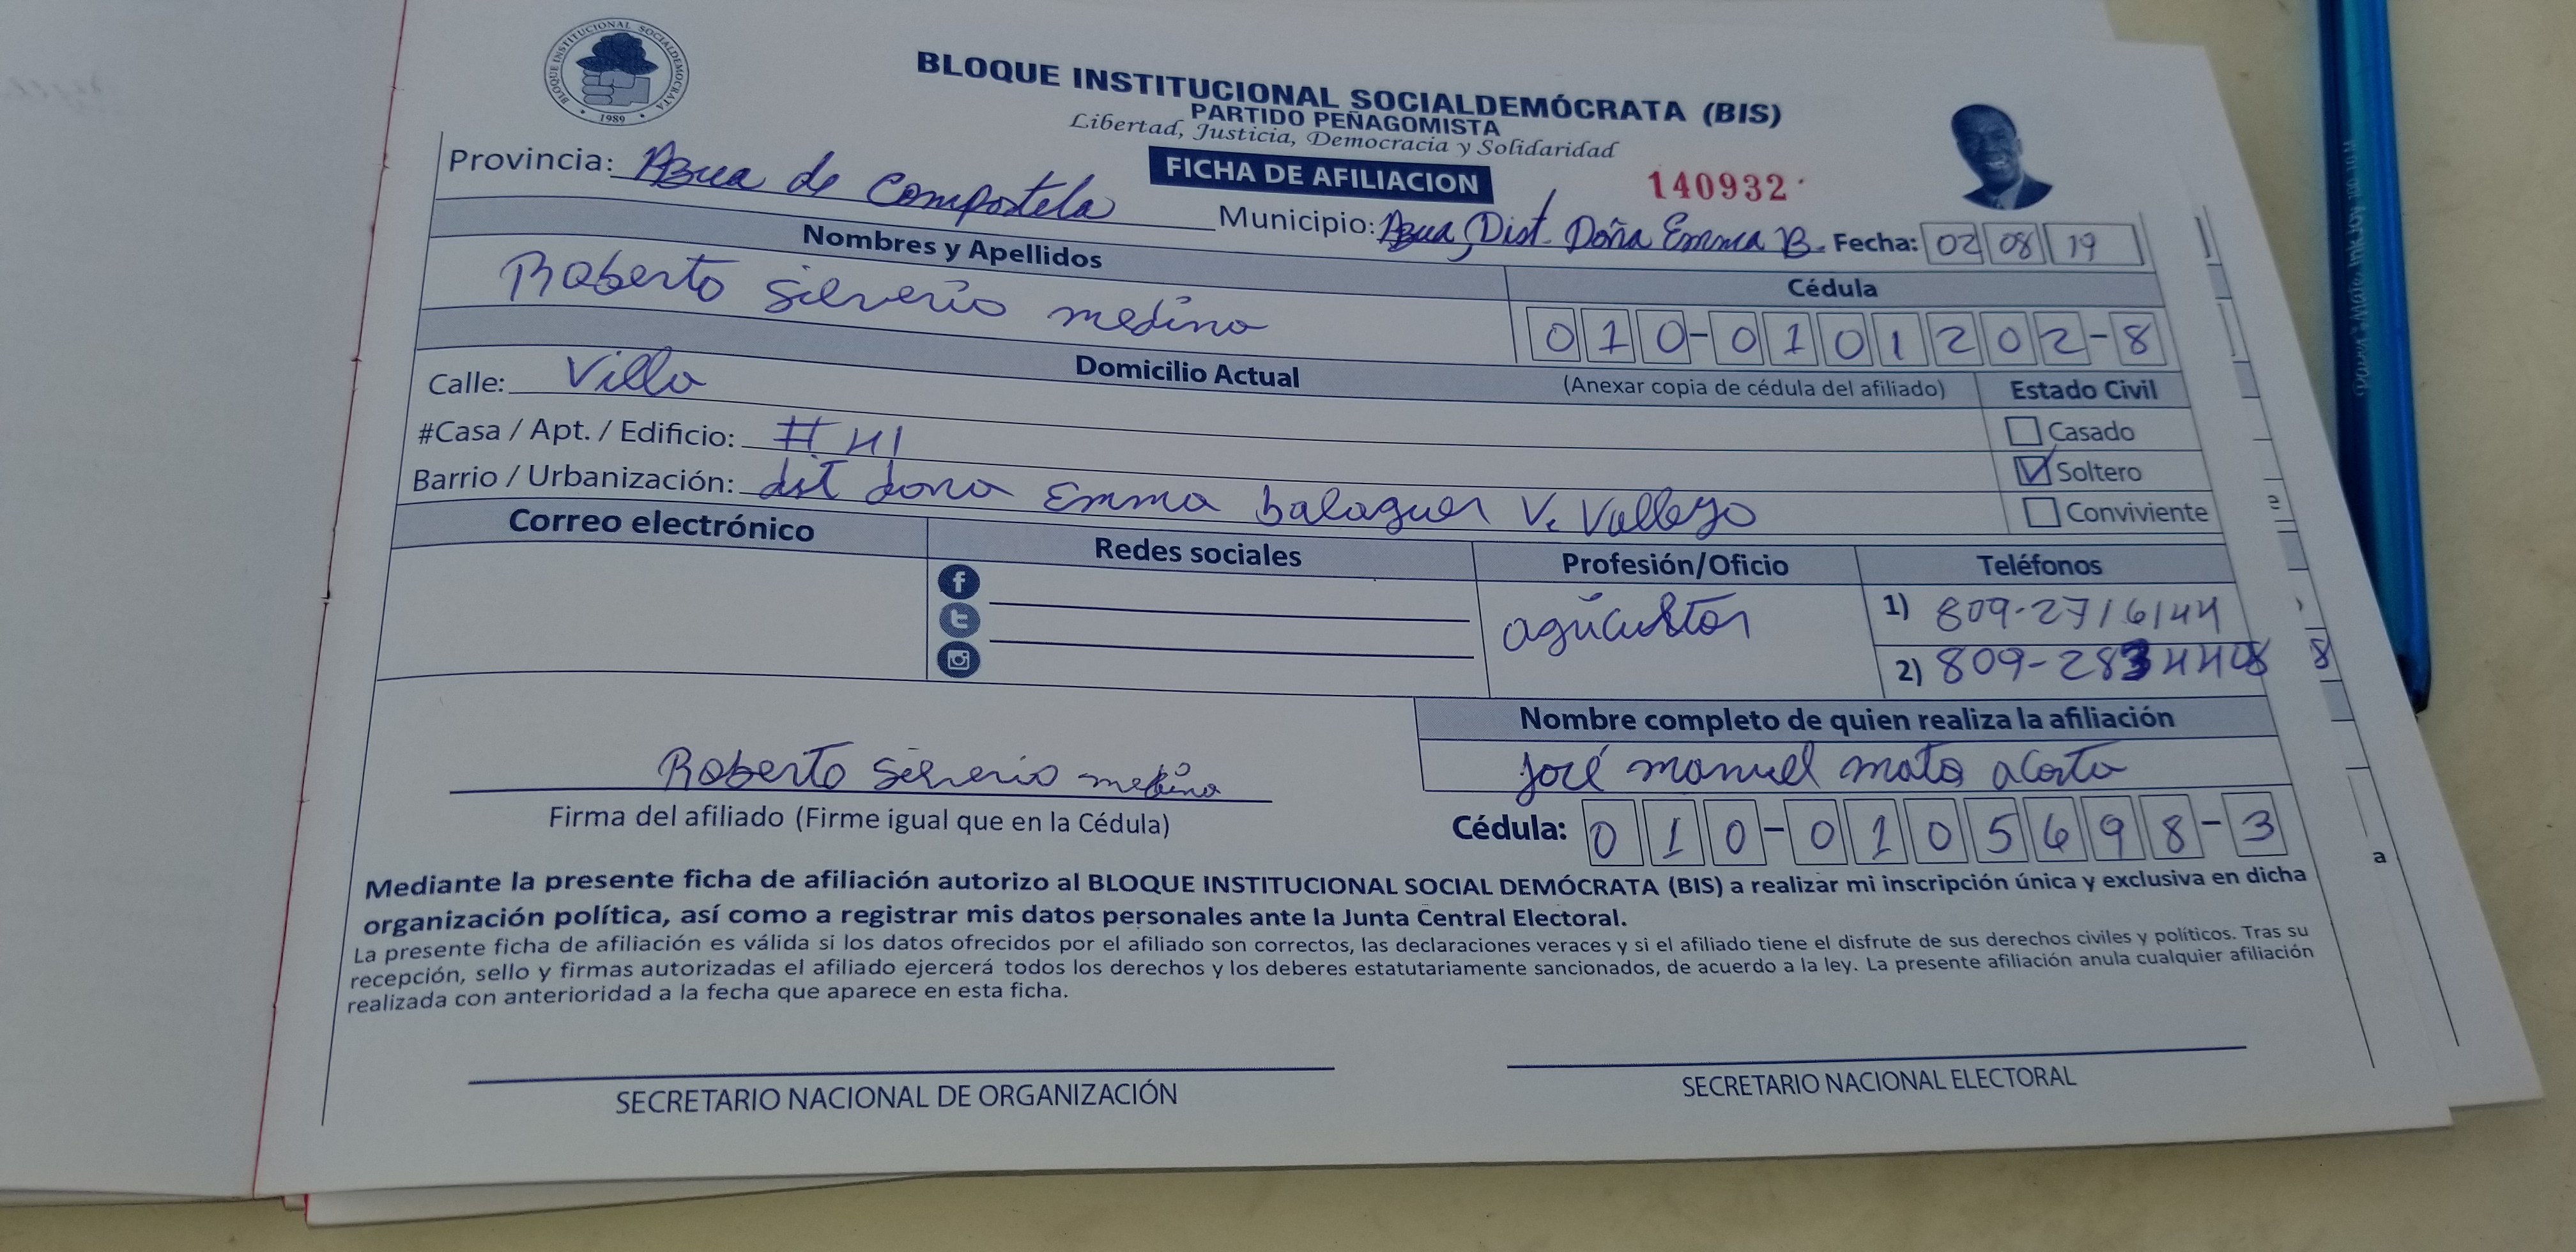 BLOQUE INSTITUCIONAL SOCIALDEMOCRATA
1989
BLOQUE INSTITUCIONAL SOCIALDEMÓCRATA (BIS)
PARTIDO PEÑAGOMISTA
Libertad, Justicia, Democracia y Solidaridad
FICHA DE AFILIACION
140932
Provincia: Azua de Compostela
Municipio: Azua, Dist. Doña Emma B. Fecha: 02 08 19
Nombres y Apellidos
Roberto silverio medina
Cédula
010-0101202-8
Domicilio Actual
(Anexar copia de cédula del afiliado)
Estado Civil
Calle: Villa
#Casa / Apt. / Edificio: # 41
Barrio / Urbanización: dist dona Emma balaguer V. Vallejo
Casado
Soltero
Conviviente
Correo electrónico
Redes sociales
Profesión/Oficio
Teléfonos
agricultor
1) 809-2716144
2) 809-2834408
8
Nombre completo de quien realiza la afiliación
José manuel mata acosta
Cédula: 010-0105698-3
Roberto silverio medina
Firma del afiliado (Firme igual que en la Cédula)
Mediante la presente ficha de afiliación autorizo al BLOQUE INSTITUCIONAL SOCIAL DEMÓCRATA (BIS) a realizar mi inscripción única y exclusiva en dicha
organización política, así como a registrar mis datos personales ante la Junta Central Electoral.
La presente ficha de afiliación es válida si los datos ofrecidos por el afiliado son correctos, las declaraciones veraces y si el afiliado tiene el disfrute de sus derechos civiles y políticos. Tras su
recepción, sello y firmas autorizadas el afiliado ejercerá todos los derechos y los deberes estatutariamente sancionados, de acuerdo a la ley. La presente afiliación anula cualquier afiliación
realizada con anterioridad a la fecha que aparece en esta ficha.
a
SECRETARIO NACIONAL DE ORGANIZACIÓN
SECRETARIO NACIONAL ELECTORAL